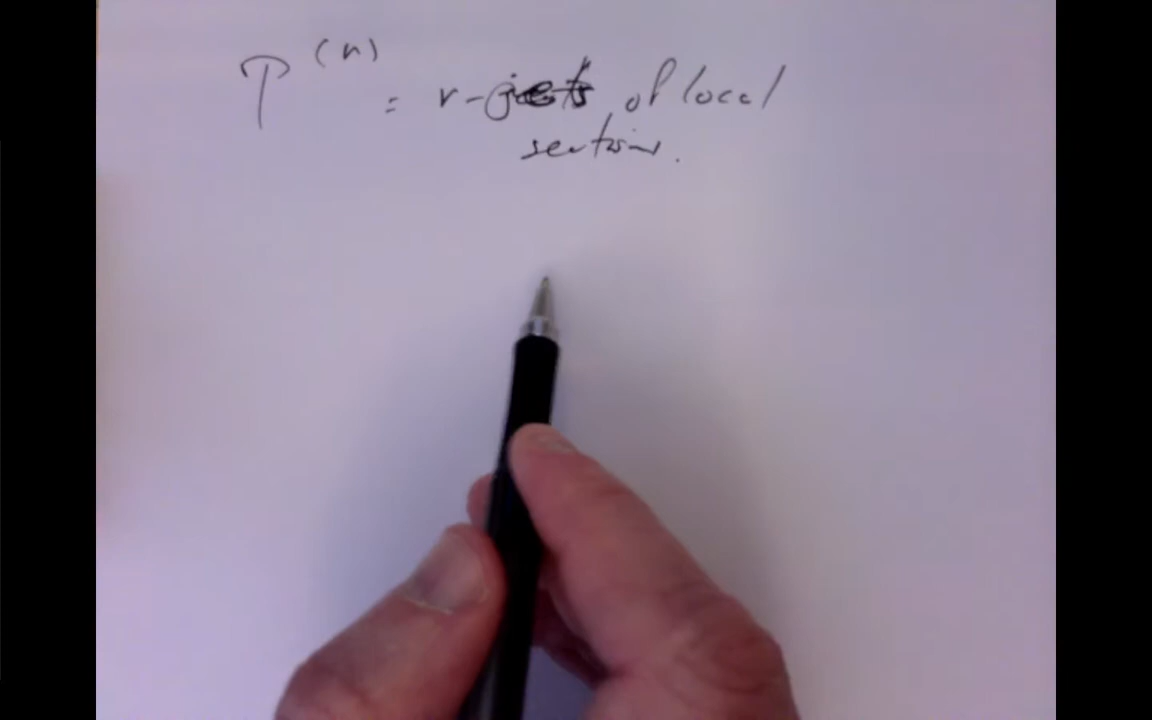 P^(r) = r-jets of local
sections.